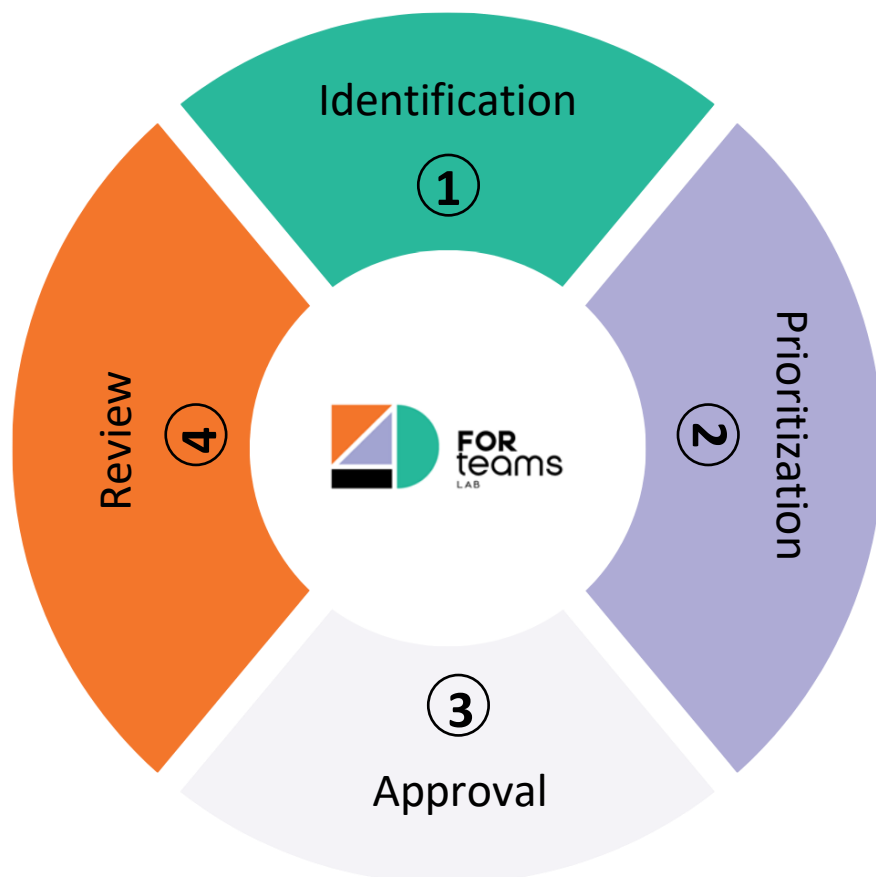 Identification
1
Prioritization
2
3
Approval
Review
4
FOR
teams
LAB